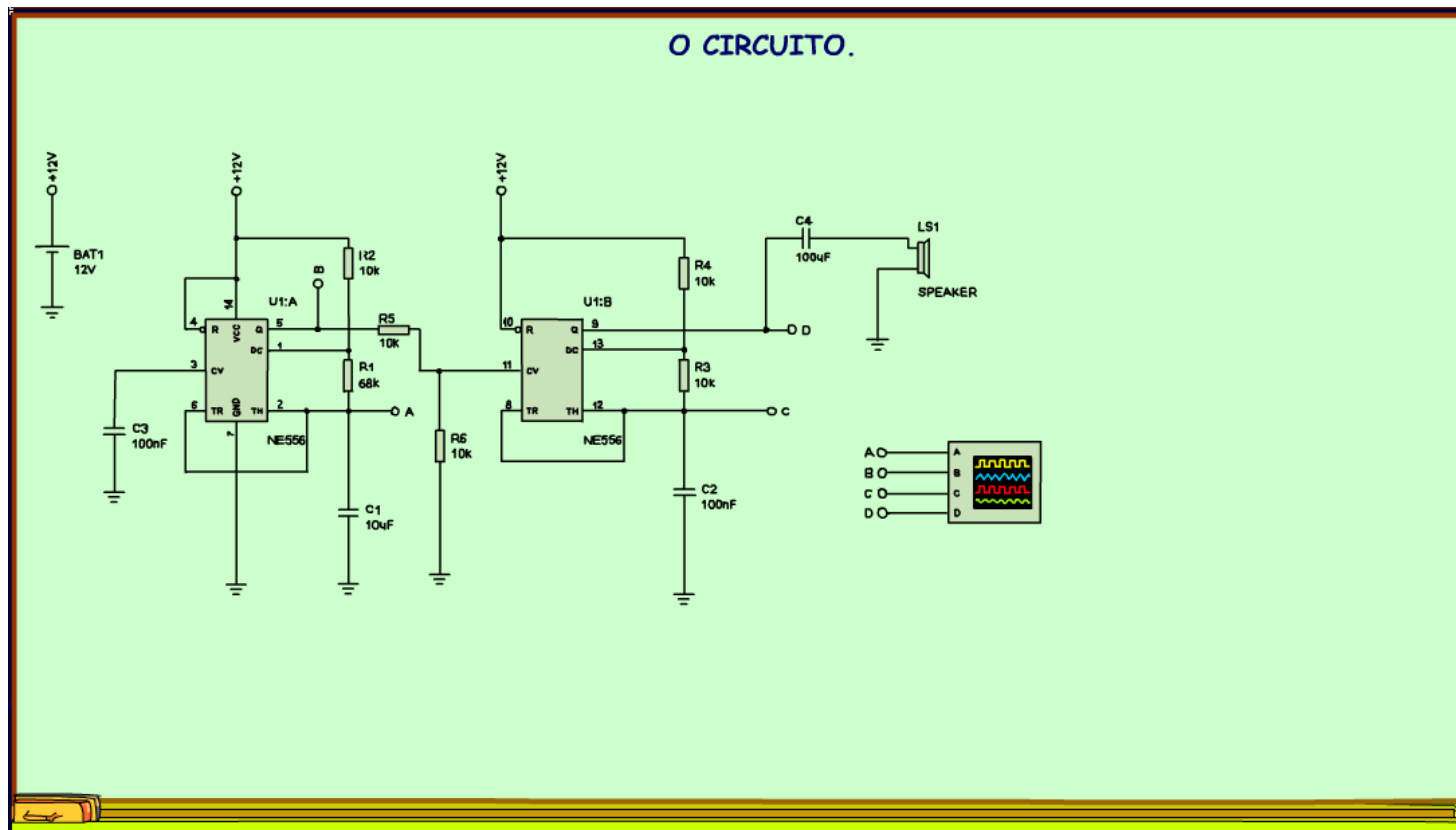 O CIRCUITO.
+12V
BAT1
12V
+12V
R2
10k
B
14
U1:A
4
R
VCC
Q
5
DC
1
3
CV
6
TR
GND
TH
2
7
NE556
R5
10k
R1
68k
A
C3
100nF
C1
10uF
R6
10k
+12V
R4
10k
U1:B
10
R
Q
9
DC
13
11
CV
8
TR
TH
12
NE556
R3
10k
C2
100nF
C4
100uF
LS1
SPEAKER
D
C
A
B
C
D
A
B
C
D